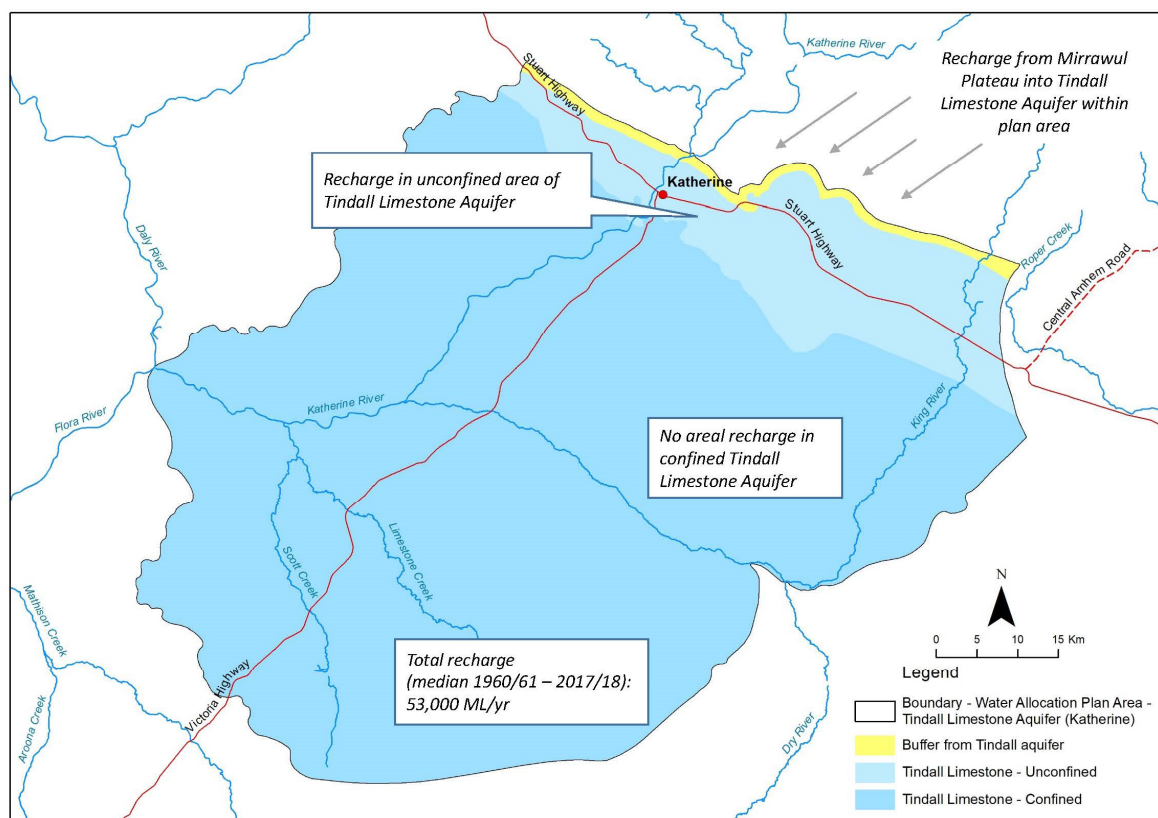 Katherine River
Recharge from Mirrawul
Plateau into Tindall
Limestone Aquifer within
plan area
Stuart Highway
Recharge in unconfined area of
Tindall Limestone Aquifer
Katherine
Stuart Highway
Roper Creek
Central Arnhem Road
Daly River
Flora River
Katherine River
King River
No areal recharge in
confined Tindall
Limestone Aquifer
Scott Creek
Limestone Creek
Mathison Creek
Aroona Creek
Victoria Highway
Total recharge
(median 1960/61 – 2017/18):
53,000 ML/yr
Dry River
N
0 5 10 15 Km
Legend
Boundary - Water Allocation Plan Area -
Tindall Limestone Aquifer (Katherine)
Buffer from Tindall aquifer
Tindall Limestone - Unconfined
Tindall Limestone - Confined